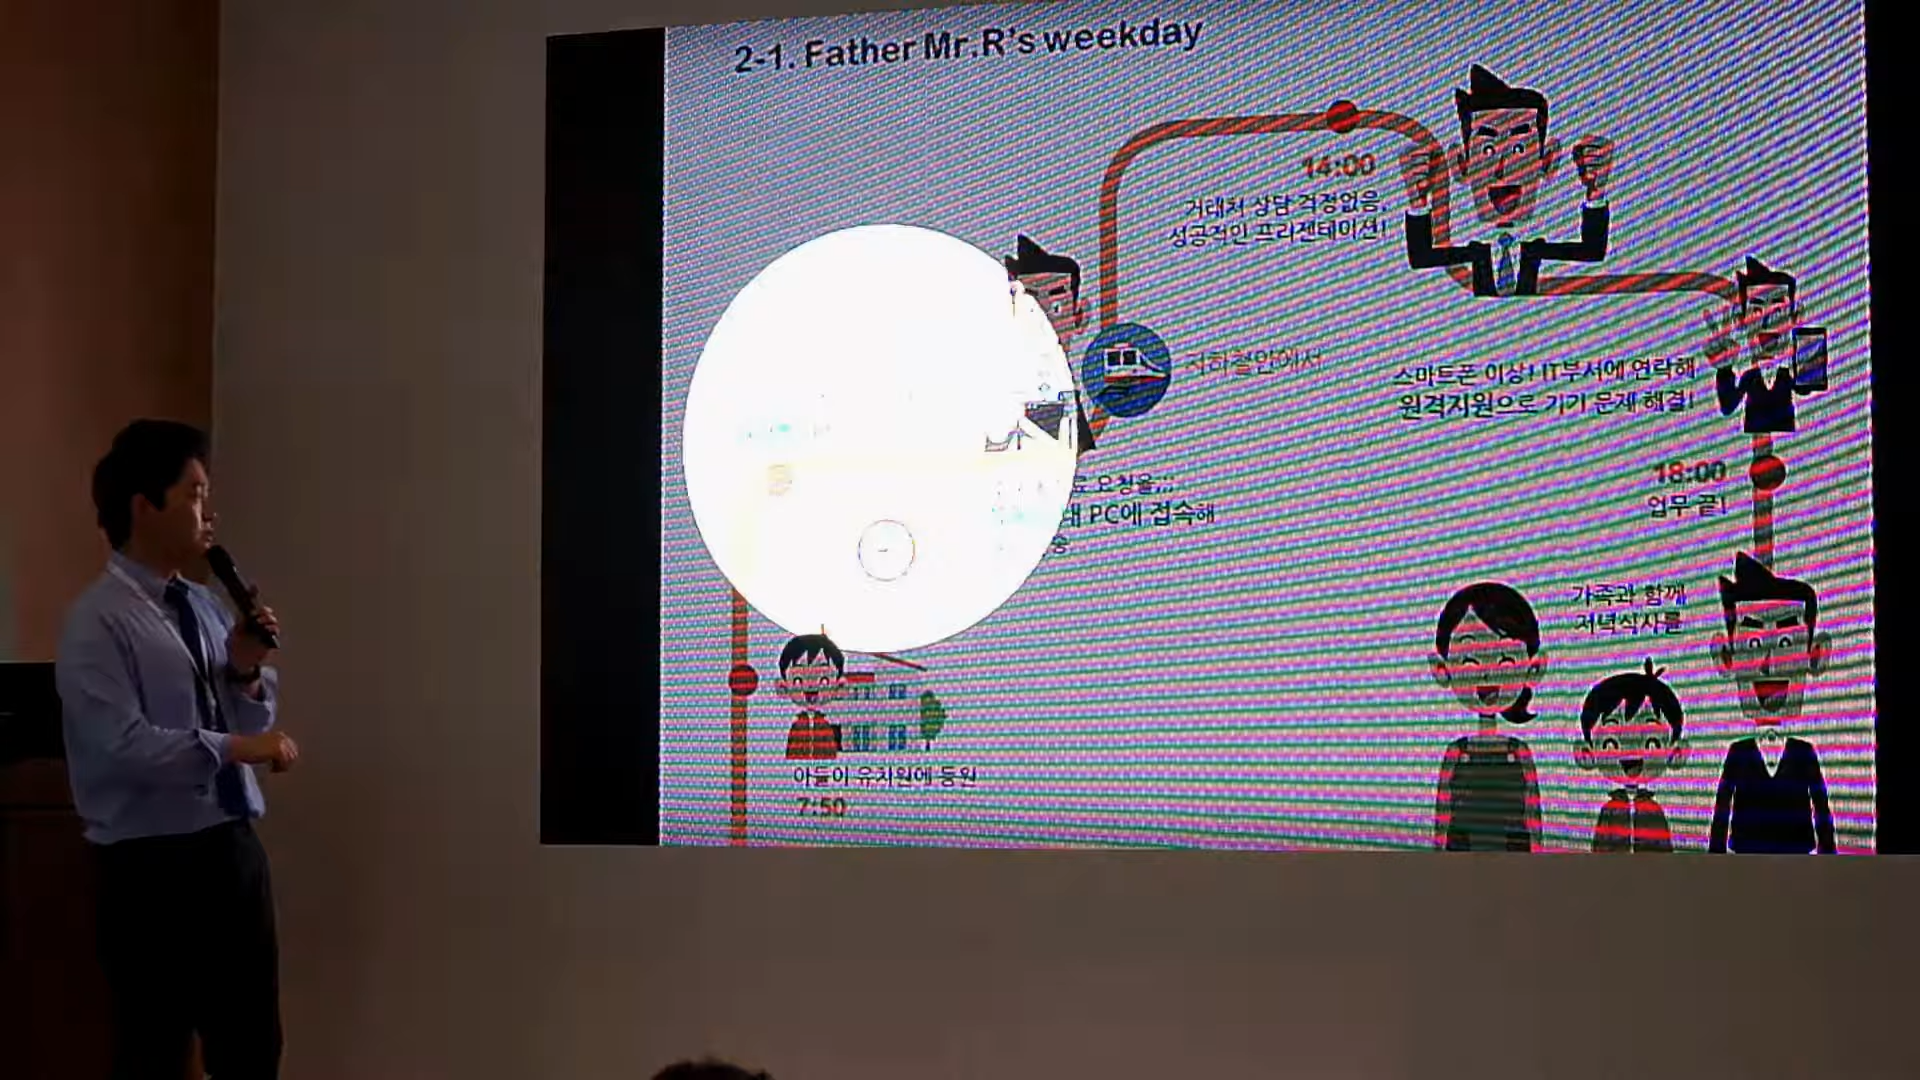 2-1. Father Mr.R's weekday
14:00
거래처 상담 걱정없음,
성공적인 프리젠테이션!
지하철안에서
스마트폰 이상! IT부서에 연락해
원격지원으로 기기 문제 해결!
요청을;;;
PC에 접속해
18:00
업무 끝!
가족과 함께
저녁식사를
아들이 유치원에 등원
7:50